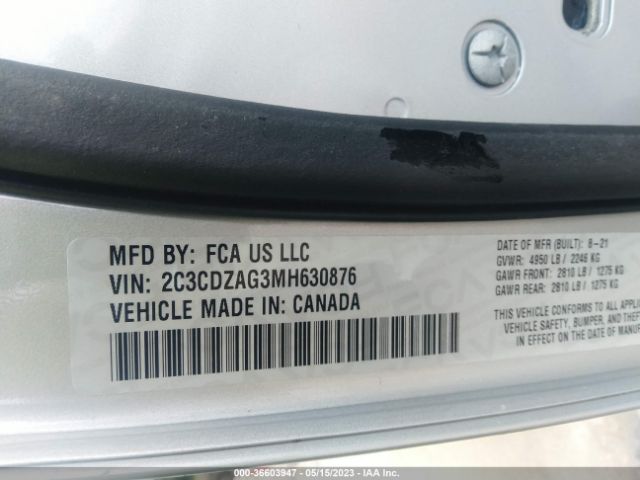 MFD BY: FCA US LLC
VIN: 2C3CDZAG3MH630876
VEHICLE MADE IN: CANADA
DATE OF MFR (BUILT): 8-21
GVWR: 4950 LB / 2246 KG
GAWR FRONT: 2810 LB / 1275 KG
GAWR REAR: 2810 LB / 1275 KG
THIS VEHICLE CONFORMS TO ALL APPL
VEHICLE SAFETY, BUMPER, AND THEF
IN EFFECT ON THE DATE OF MANU
00-36603947 - 05/15/2023 - IAA Inc.